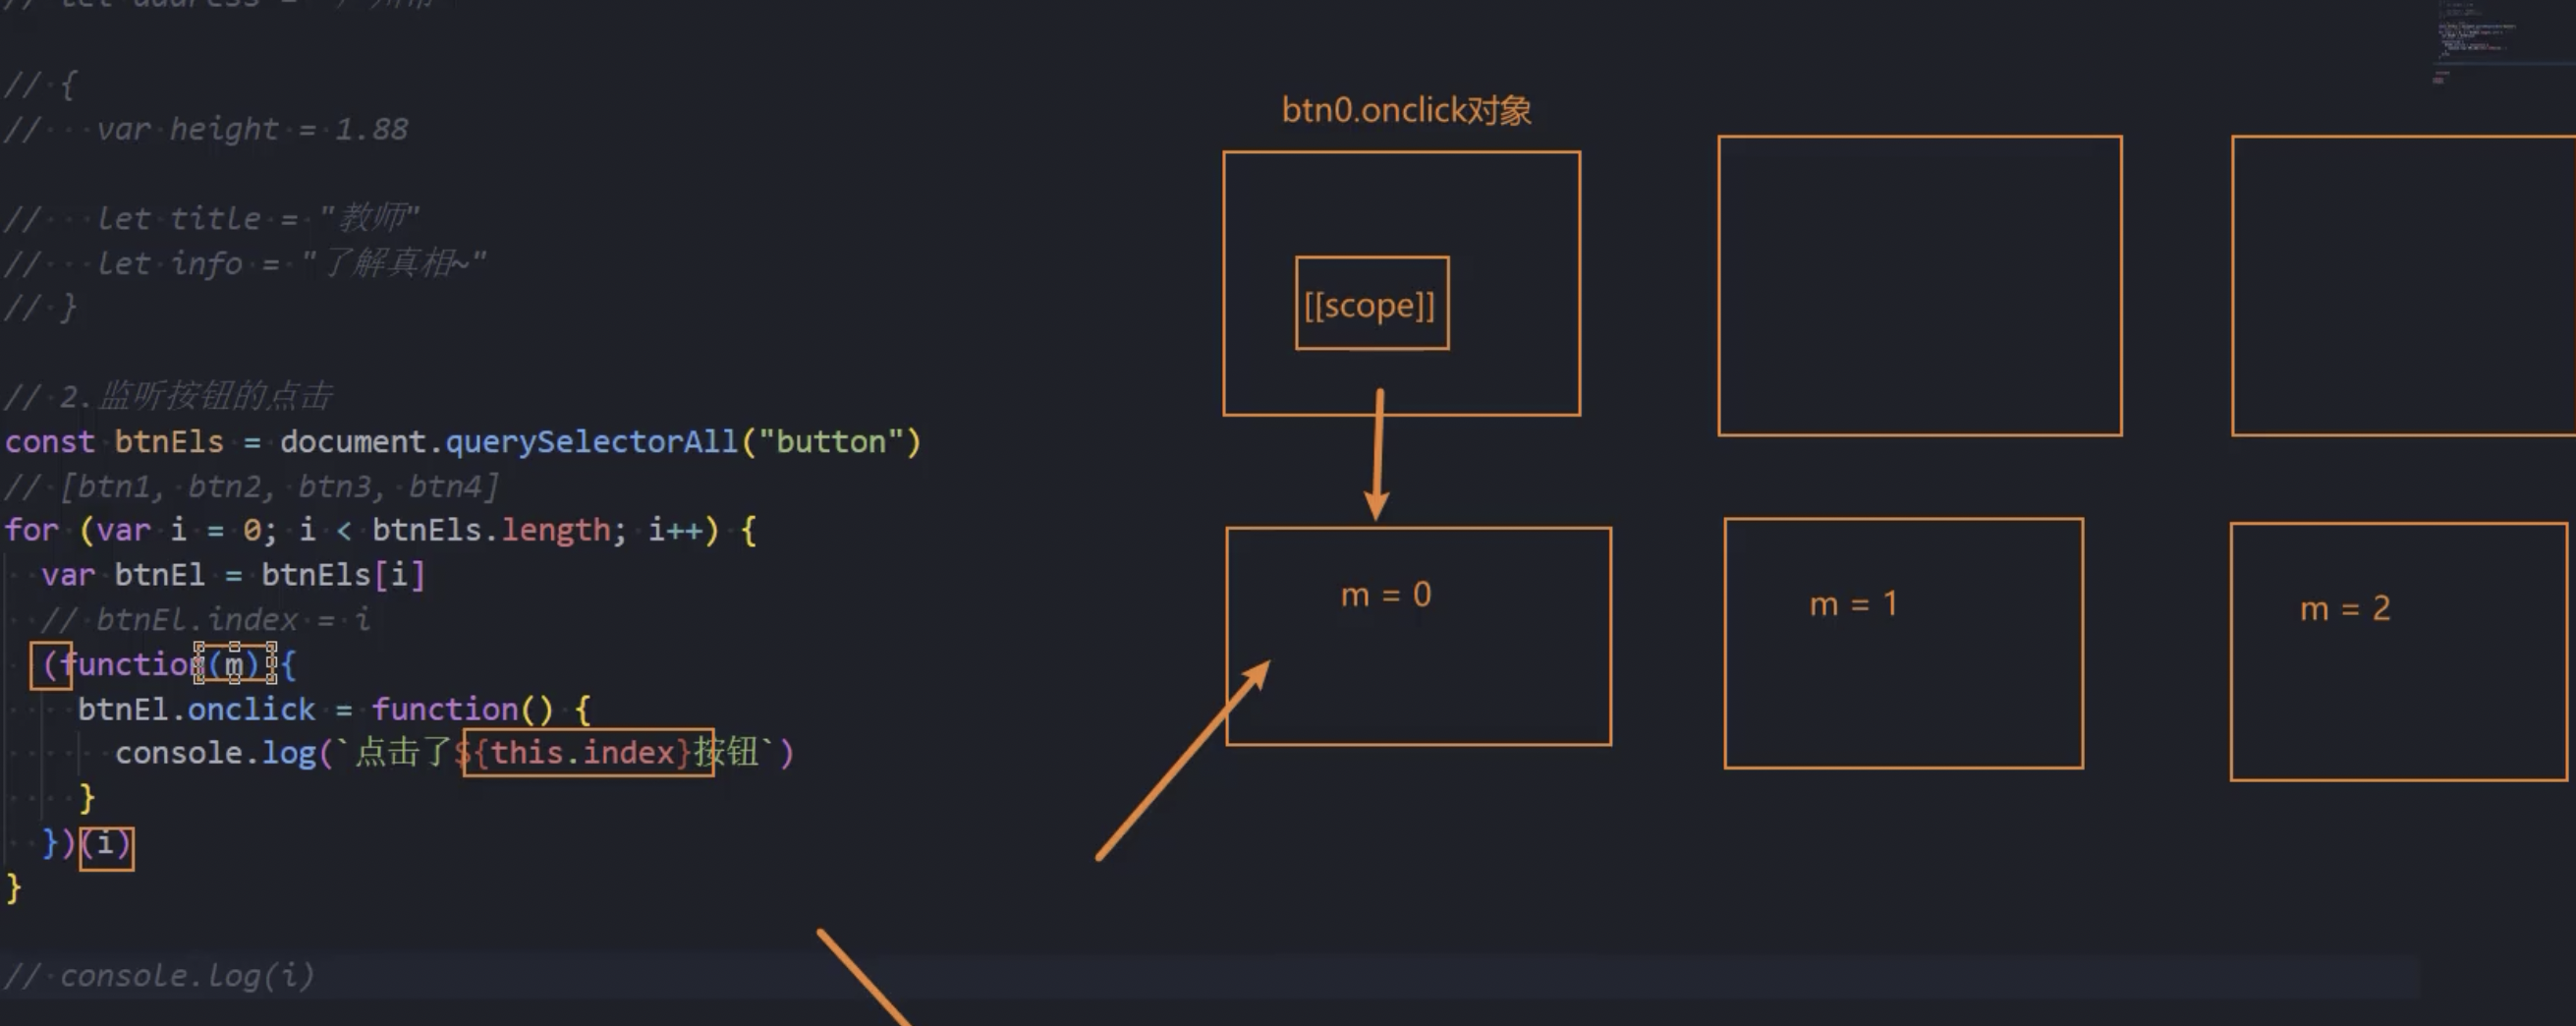 // let address = "广州市"
// {
//   var height = 1.88
//   let title = "教师"
//   let info = "了解真相~"
// }
// 2.监听按钮的点击
const btnEls = document.querySelectorAll("button")
// [btn1, btn2, btn3, btn4]
for (var i = 0; i < btnEls.length; i++) {
  var btnEl = btnEls[i]
  // btnEl.index = i
  (function(m) {
    btnEl.onclick = function() {
      console.log(`点击了${this.index}按钮`)
    }
  })(i)
}
// console.log(i)
btn0.onclick对象
[[scope]]
m = 0
m = 1
m = 2